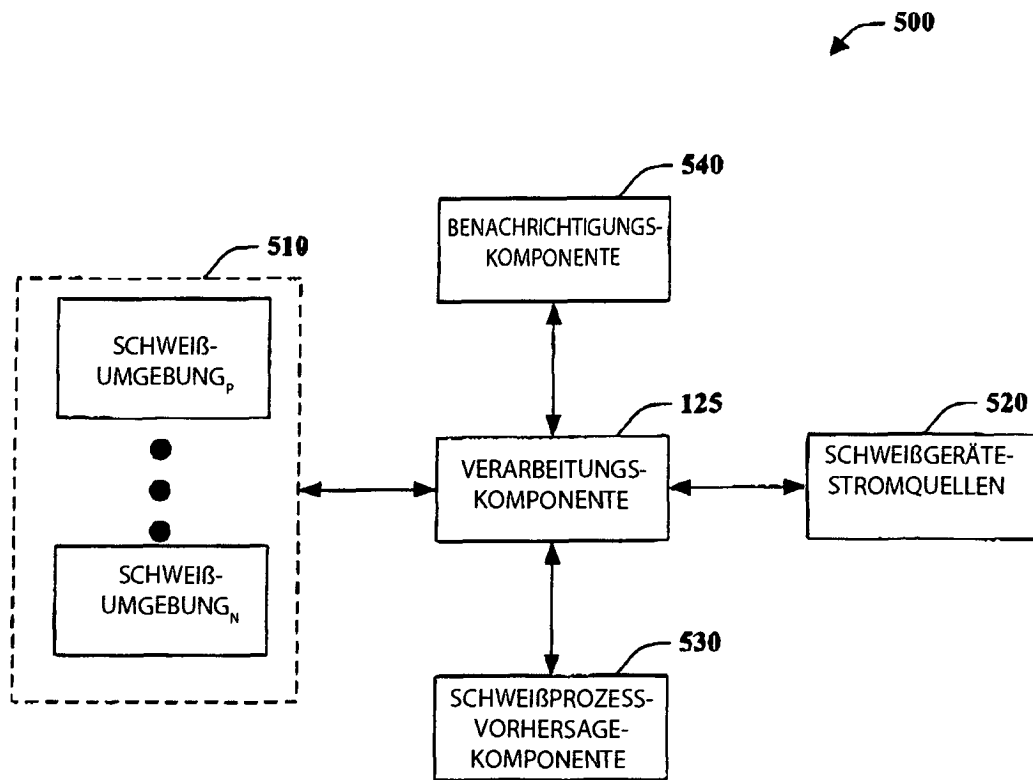 500
540
BENACHRICHTIGUNGS-
KOMPONENTE
510
SCHWEIß-
UMGEBUNGP
125
VERARBEITUNGS-
KOMPONENTE
520
SCHWEIßGERÄTE-
STROMQUELLEN
SCHWEIß-
UMGEBUNGN
530
SCHWEIßPROZESS-
VORHERSAGE-
KOMPONENTE